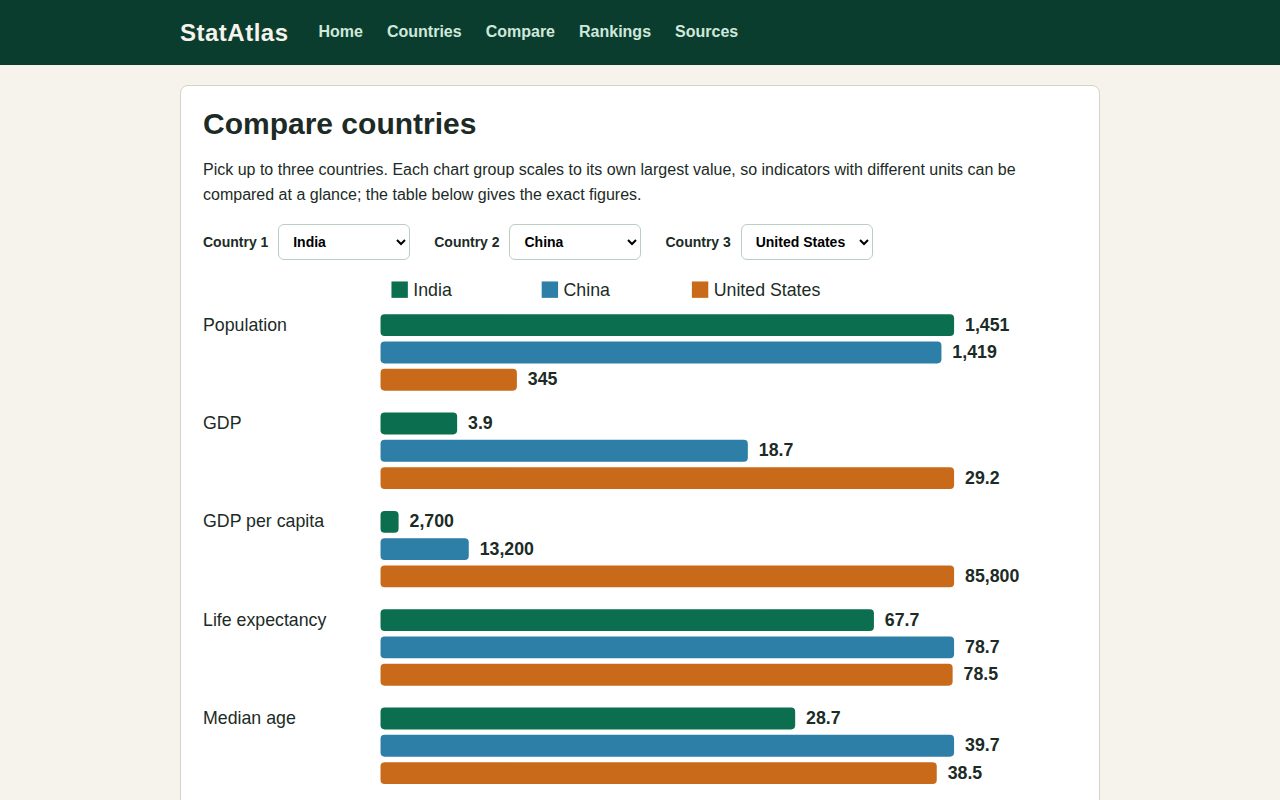 StatAtlas Home Countries Compare Rankings Sources
Compare countries
Pick up to three countries. Each chart group scales to its own largest value, so indicators with different units can be
compared at a glance; the table below gives the exact figures.
Country 1 India Country 2 China Country 3 United States
India China United States
Population 1,451
1,419
345
GDP 3.9
18.7
29.2
GDP per capita 2,700
13,200
85,800
Life expectancy 67.7
78.7
78.5
Median age 28.7
39.7
38.5